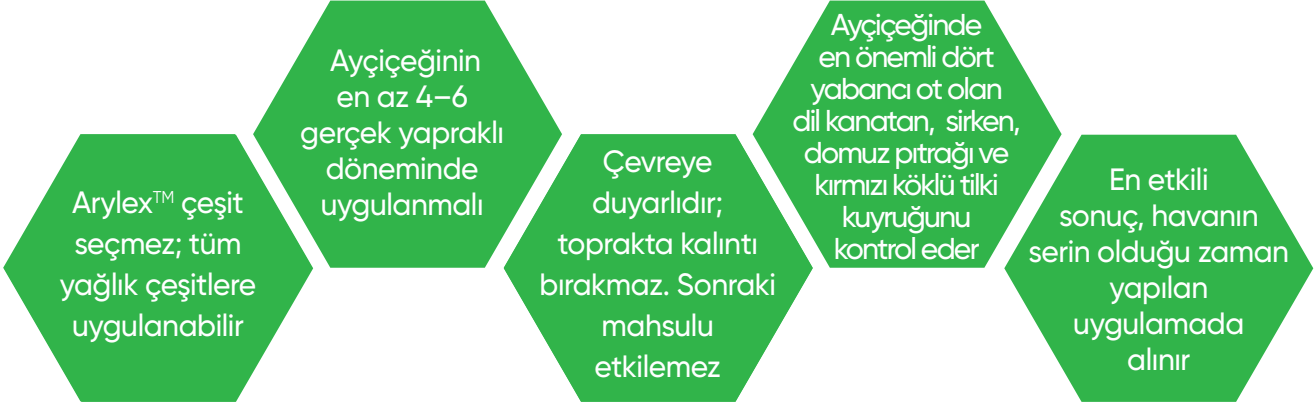 Arylex™ çeşit
seçmez; tüm
yağlık çeşitlere
uygulanabilir
Ayçiçeğinin
en az 4–6
gerçek yapraklı
döneminde
uygulanmalı
Çevreye
duyarlıdır;
toprakta kalıntı
bırakmaz. Sonraki
mahsulu
etkilemez
Ayçiçeğinde
en önemli dört
yabancı ot olan
dil kanatan, sirken,
domuz pıtrağı ve
kırmızı köklü tilki
kuyruğunu
kontrol eder
En etkili
sonuç, havanın
serin olduğu zaman
yapılan
uygulamada
alınır